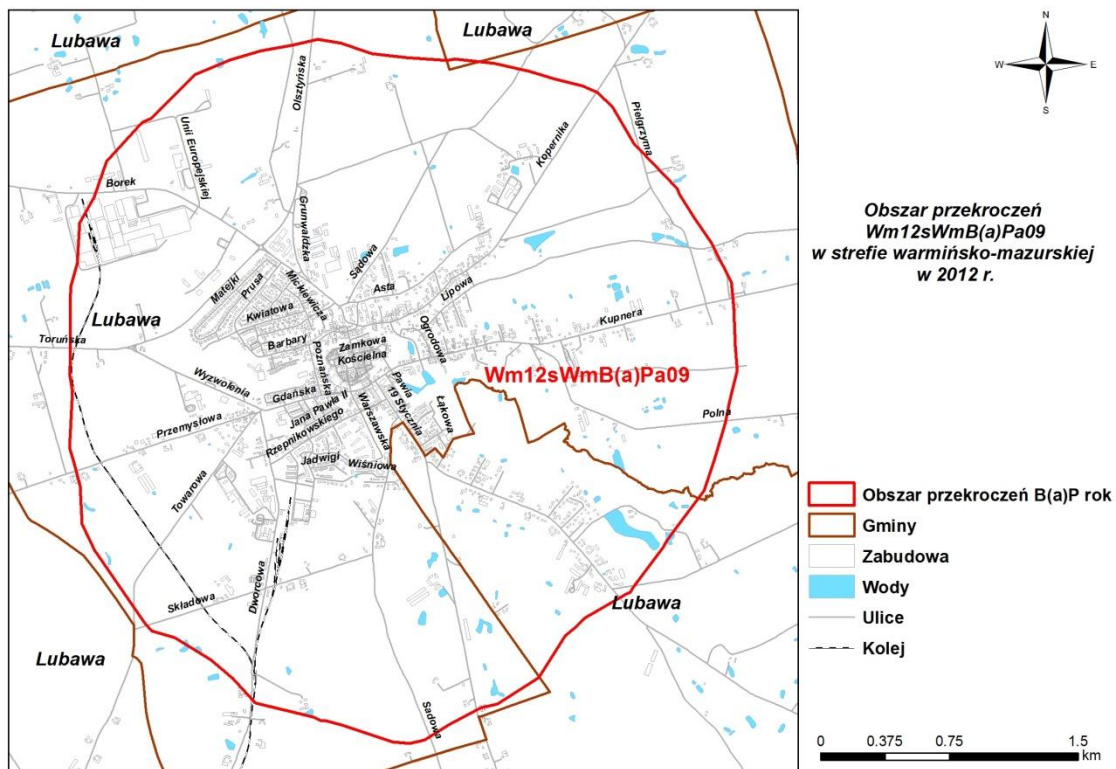 Lubawa
Lubawa
Olsztyńska
Unii Europejskiej
Pielgrzyma
Kopernika
Borek
Grunwaldzka
Sądowa
Matejki
Prusa
Mickiewicza
Asta
Lipowa
Lubawa
Kwiatowa
Kupnera
Toruńska
Barbary
Zamkowa
Ogrodowa
Kościelna
Poznańska
Wm12sWmB(a)Pa09
Wyzwolenia
Gdańska
Pawia
19 Stycznia
Łąkowa
Jana Pawła II
Warszawska
Polna
Przemysłowa
Rzepnikowskiego
Jadwigi
Wiśniowa
Towarowa
Dworcowa
Składowa
Lubawa
Lubawa
Sadowa
N
W
E
S
Obszar przekroczeń
Wm12sWmB(a)Pa09
w strefie warmińsko-mazurskiej
w 2012 r.
Obszar przekroczeń B(a)P rok
Gminy
Zabudowa
Wody
Ulice
Kolej
km
0 0.375 0.75 1.5